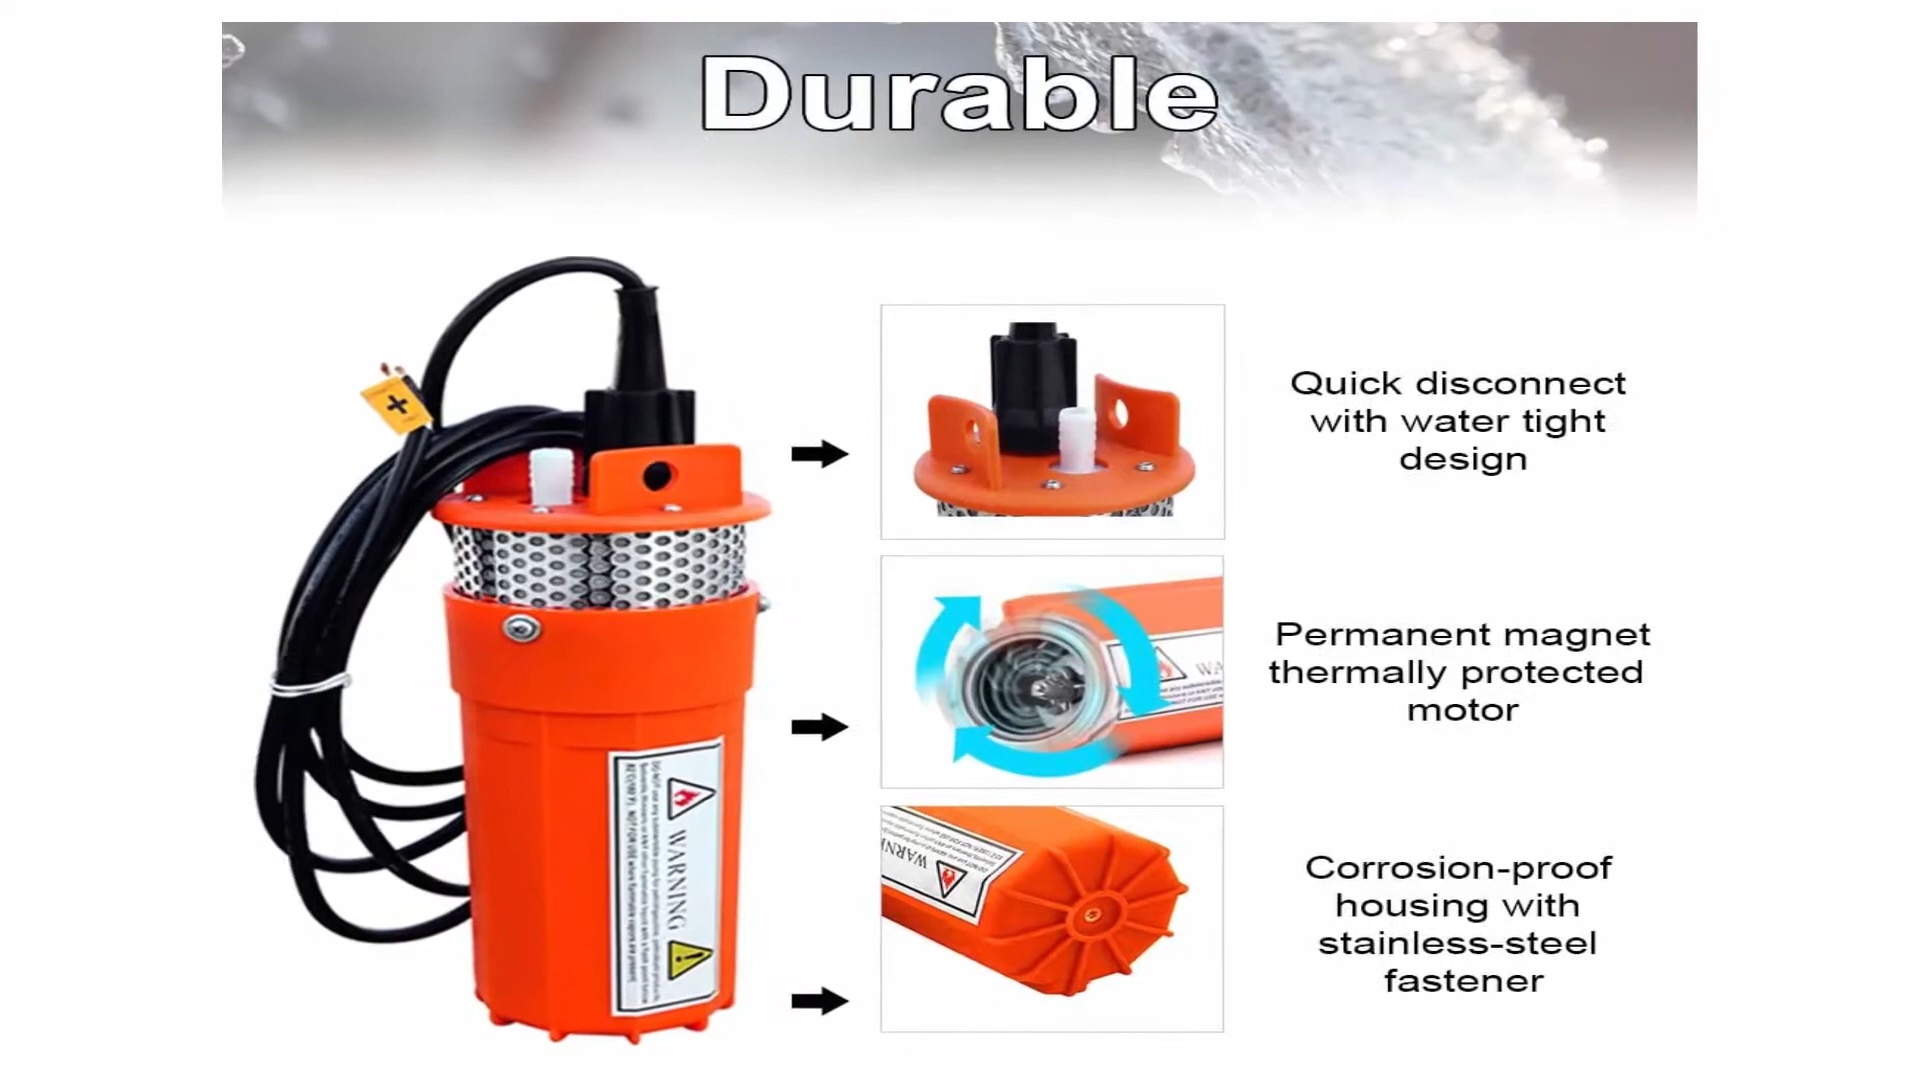 Durable
Quick disconnect
with water tight
design
Permanent magnet
thermally protected
motor
Corrosion-proof
housing with
stainless-steel
fastener
WARNING